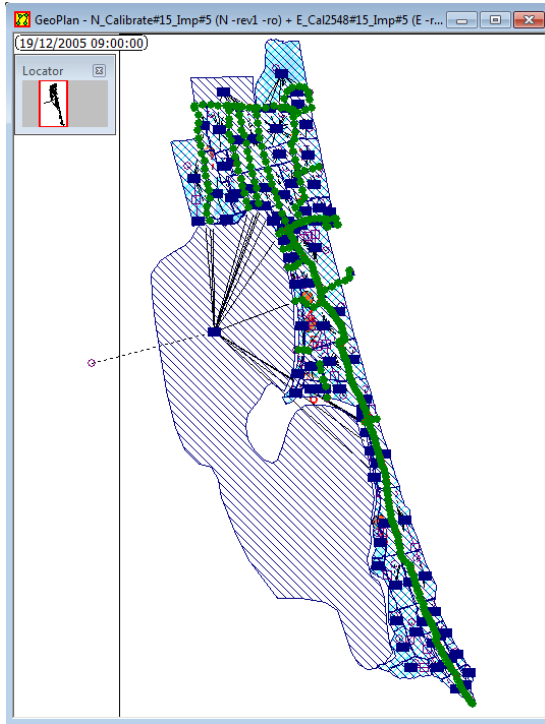 GeoPlan - N_Calibrate#15_Imp#5 (N -rev1 -ro) + E_Cal2548#15_Imp#5 (E -r...
19/12/2005 09:00:00
Locator